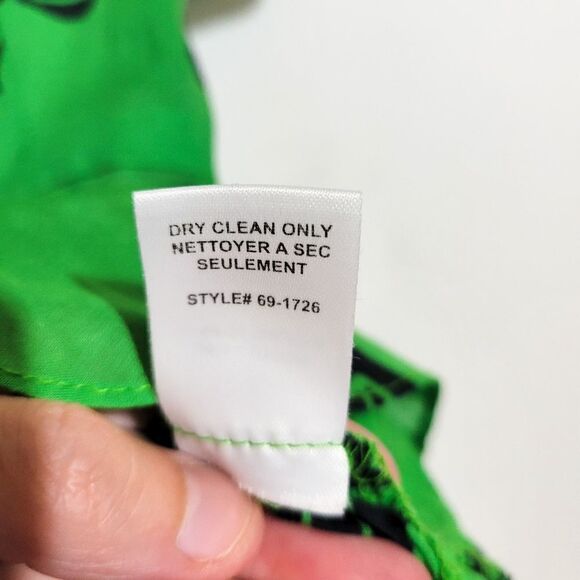 DRY CLEAN ONLY
NETTOYER A SEC
SEULEMENT
STYLE# 69-1726